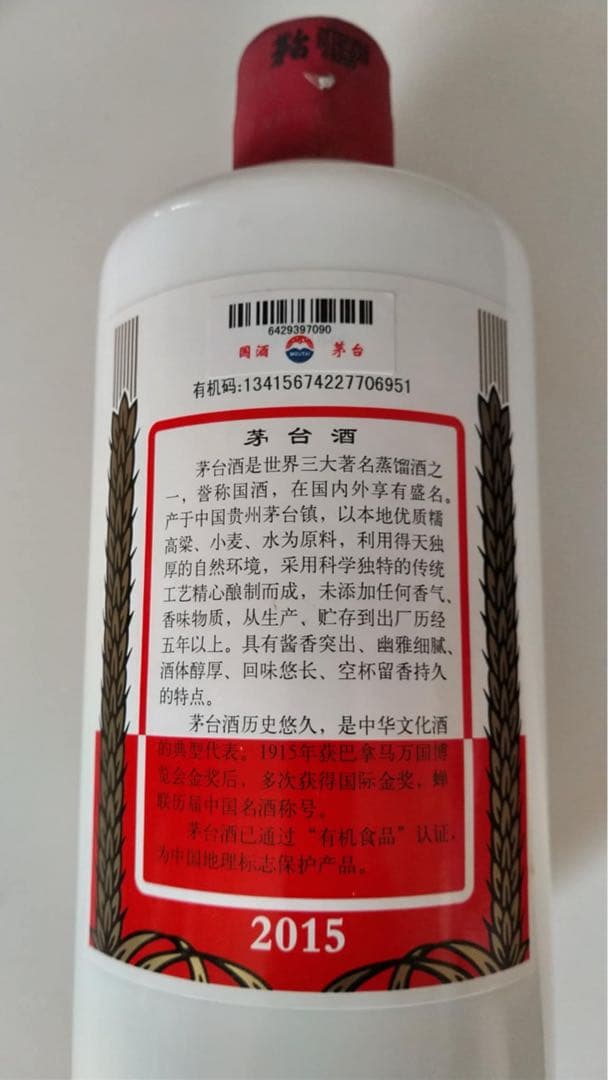 茅台
6429397090
国酒 MOUTAI 茅台
有机码:13415674227706951
茅台酒
茅台酒是世界三大著名蒸馏酒之
一，誉称国酒，在国内外享有盛名。
产于中国贵州茅台镇，以本地优质糯
高粱、小麦、水为原料，利用得天独
厚的自然环境，采用科学独特的传统
工艺精心酿制而成，未添加任何香气、
香味物质，从生产、贮存到出厂历经
五年以上。具有酱香突出、幽雅细腻、
酒体醇厚、回味悠长、空杯留香持久
的特点。
茅台酒历史悠久，是中华文化酒
的典型代表。1915年获巴拿马万国博
览会金奖后，多次获得国际金奖，蝉
联历届中国名酒称号。
茅台酒已通过“有机食品”认证，
为中国地理标志保护产品。
2015